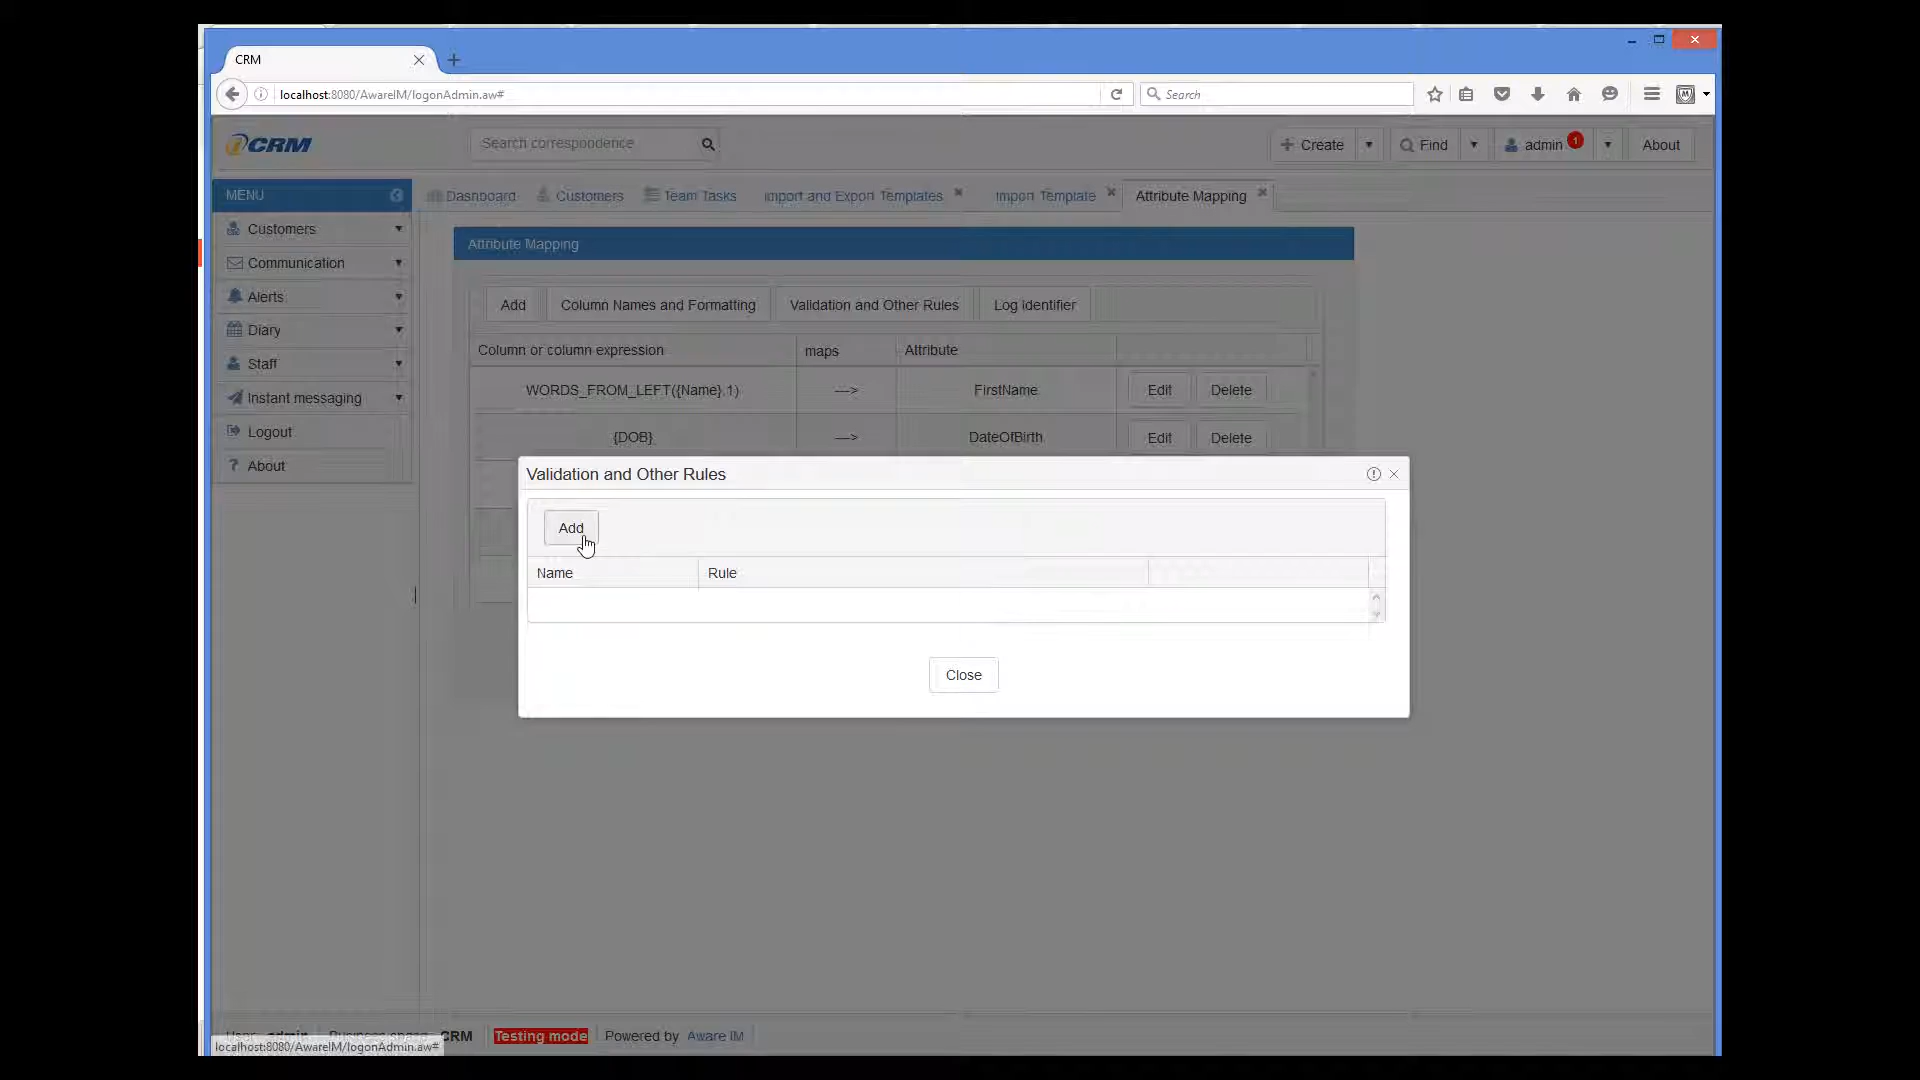 CRM
localhost:8080/AwareIM/logonAdmin.aw#
Search
CRM
Search correspondence
Create
Find
admin
1
About
MENU
Dashboard
Customers
Team Tasks
Import and Export Templates
Import Template
Attribute Mapping
Customers
Communication
Alerts
Diary
Staff
Instant messaging
Logout
About
Attribute Mapping
Add
Column Names and Formatting
Validation and Other Rules
Log Identifier
Column or column expression
maps
Attribute
WORDS_FROM_LEFT({Name},1)
--->
FirstName
Edit
Delete
{DOB}
--->
DateOfBirth
Edit
Delete
Validation and Other Rules
Add
Name
Rule
Close
CRM
Testing mode
Powered by
Aware IM
localhost:8080/AwareIM/logonAdmin.aw#